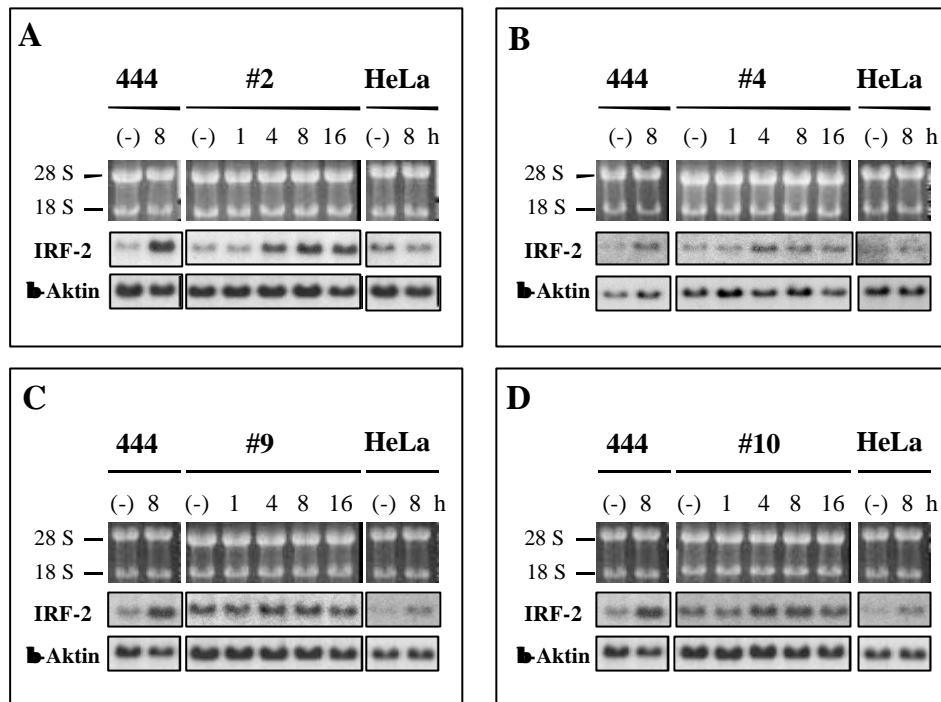 A
444 #2 HeLa
(-) 8 (-) 1 4 8 16 (-) 8 h
28 S
18 S
IRF-2
b-Aktin
B
444 #4 HeLa
(-) 8 (-) 1 4 8 16 (-) 8 h
28 S
18 S
IRF-2
b-Aktin
C
444 #9 HeLa
(-) 8 (-) 1 4 8 16 (-) 8 h
28 S
18 S
IRF-2
b-Aktin
D
444 #10 HeLa
(-) 8 (-) 1 4 8 16 (-) 8 h
28 S
18 S
IRF-2
b-Aktin